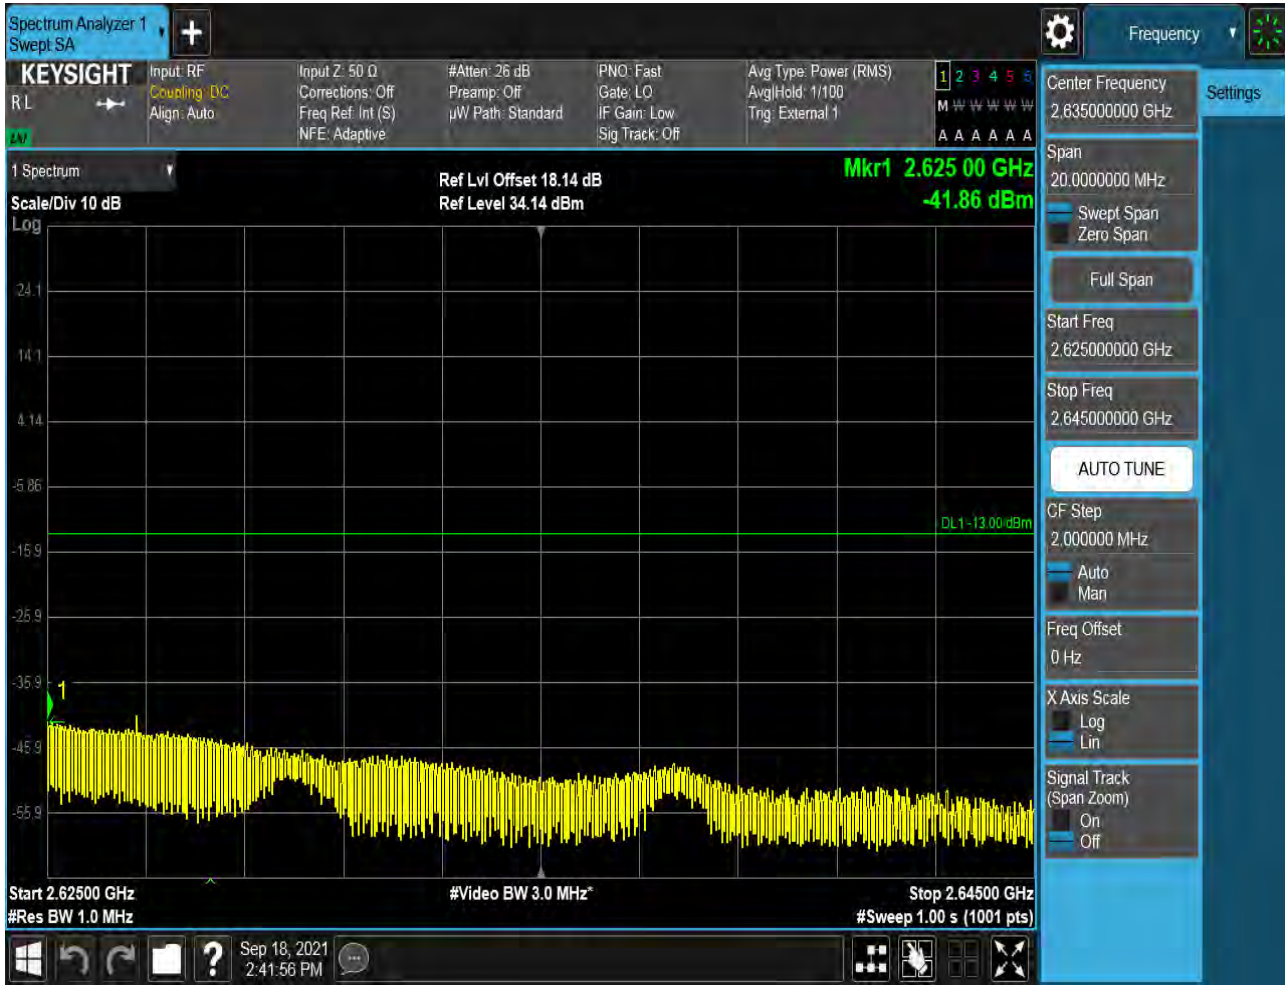 Spectrum Analyzer 1
Swept SA
Frequency
KEYSIGHT
R L
Input: RF
Coupling: DC
Align: Auto
Input Z: 50 Ω
Corrections: Off
Freq Ref: Int (S)
NFE: Adaptive
#Atten: 26 dB
Preamp: Off
µW Path: Standard
PNO: Fast
Gate: LO
IF Gain: Low
Sig Track: Off
Avg Type: Power (RMS)
Avg|Hold: 1/100
Trig: External 1
1 2 3 4 5 6
M W W W W W
A A A A A A
1 Spectrum
Scale/Div 10 dB
Log
Ref Lvl Offset 18.14 dB
Ref Level 34.14 dBm
Mkr1 2.625 00 GHz
-41.86 dBm
24.1
14.1
4.14
-5.86
DL1 -13.00 dBm
-15.9
-25.9
-35.9
1
-45.9
-55.9
Start 2.62500 GHz
#Res BW 1.0 MHz
#Video BW 3.0 MHz*
Stop 2.64500 GHz
#Sweep 1.00 s (1001 pts)
Center Frequency
2.635000000 GHz
Settings
Span
20.0000000 MHz
Swept Span
Zero Span
Full Span
Start Freq
2.625000000 GHz
Stop Freq
2.645000000 GHz
AUTO TUNE
CF Step
2.000000 MHz
Auto
Man
Freq Offset
0 Hz
X Axis Scale
Log
Lin
Signal Track
(Span Zoom)
On
Off
?
Sep 18, 2021
2:41:56 PM